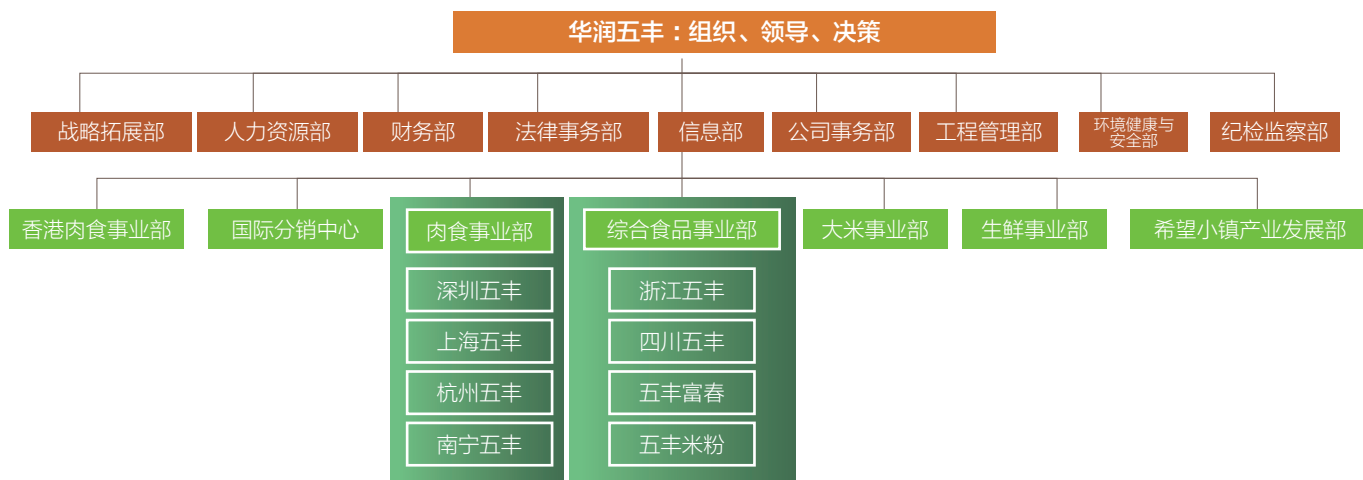 华润五丰：组织、领导、决策
战略拓展部
人力资源部
财务部
法律事务部
信息部
公司事务部
工程管理部
环境健康与
安全部
纪检监察部
香港肉食事业部
国际分销中心
肉食事业部
综合食品事业部
大米事业部
生鲜事业部
希望小镇产业发展部
深圳五丰
上海五丰
杭州五丰
南宁五丰
浙江五丰
四川五丰
五丰富春
五丰米粉